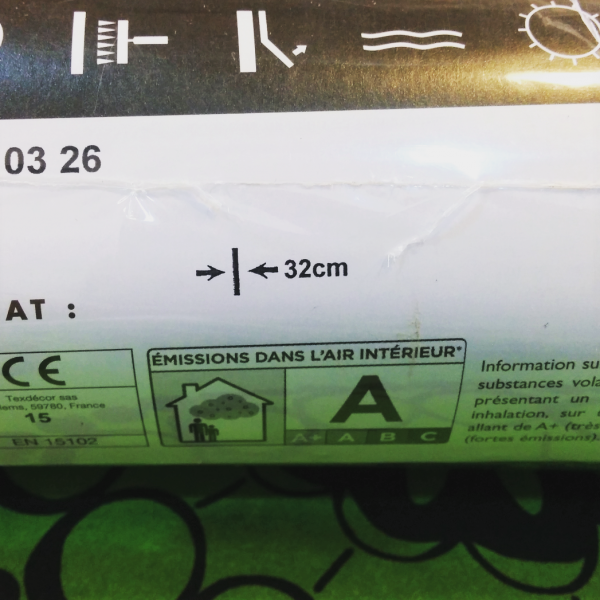 03 26
32cm
AT :
CE
Texdécor sas
ems, 59780, France
15
EN 15102
ÉMISSIONS DANS L'AIR INTÉRIEUR*
A
A+ A B C
Information su
substances vola
présentant un
inhalation, sur
allant de A+ (très
(fortes émissions).